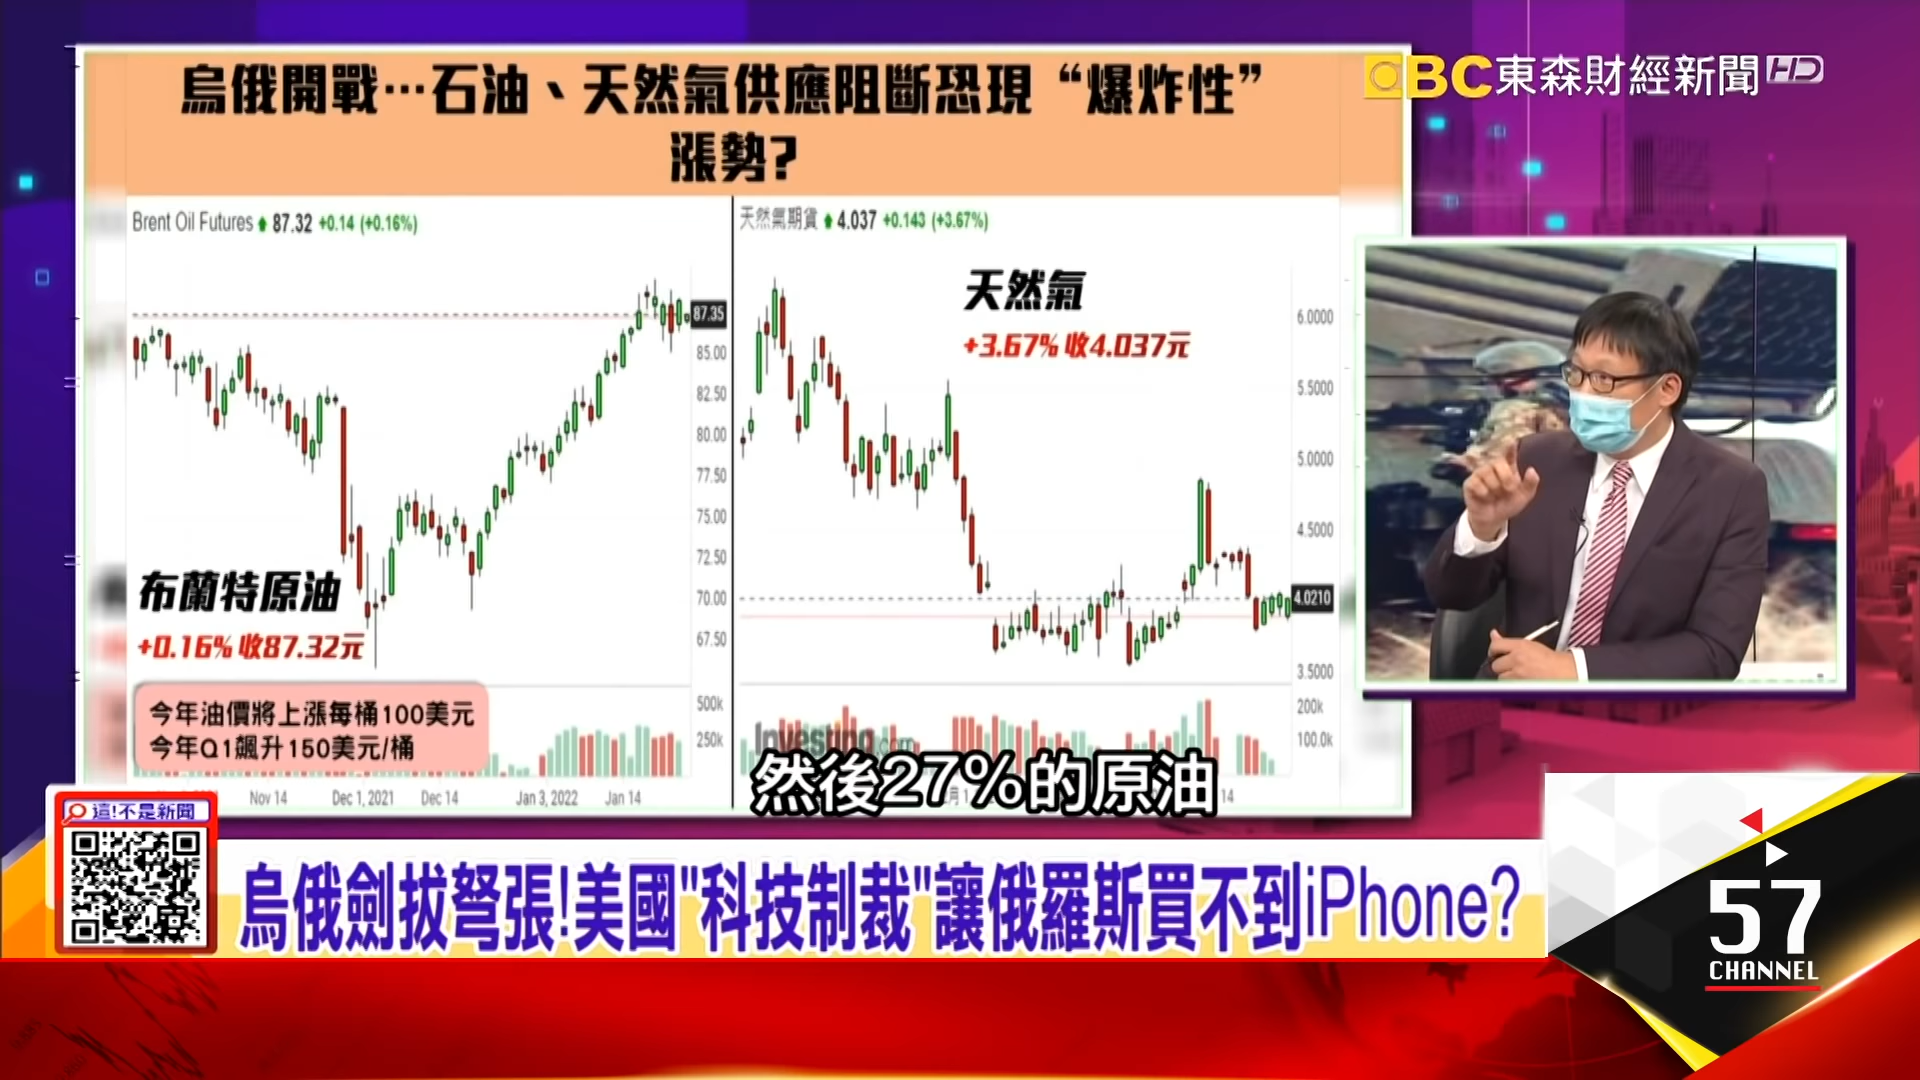 烏俄開戰…石油、天然氣供應阻斷恐現“爆炸性”
漲勢?
EBC東森財經新聞HD
Brent Oil Futures 87.32 +0.14 (+0.16%)
天然氣期貨 4.037 +0.143 (+3.67%)
天然氣
+3.67% 收4.037元
87.35
85.00
82.50
80.00
77.50
75.00
72.50
70.00
67.50
500k
250k
6.0000
5.5000
5.0000
4.5000
4.0210
3.5000
200k
100.0k
布蘭特原油
+0.16% 收87.32元
今年油價將上漲每桶100美元
今年Q1飆升150美元/桶
Investing.com
Nov 14
Dec 1, 2021
Dec 14
Jan 3, 2022
Jan 14
14
然後27%的原油
這!不是新聞
烏俄劍拔弩張!美國"科技制裁"讓俄羅斯買不到iPhone?
57
CHANNEL